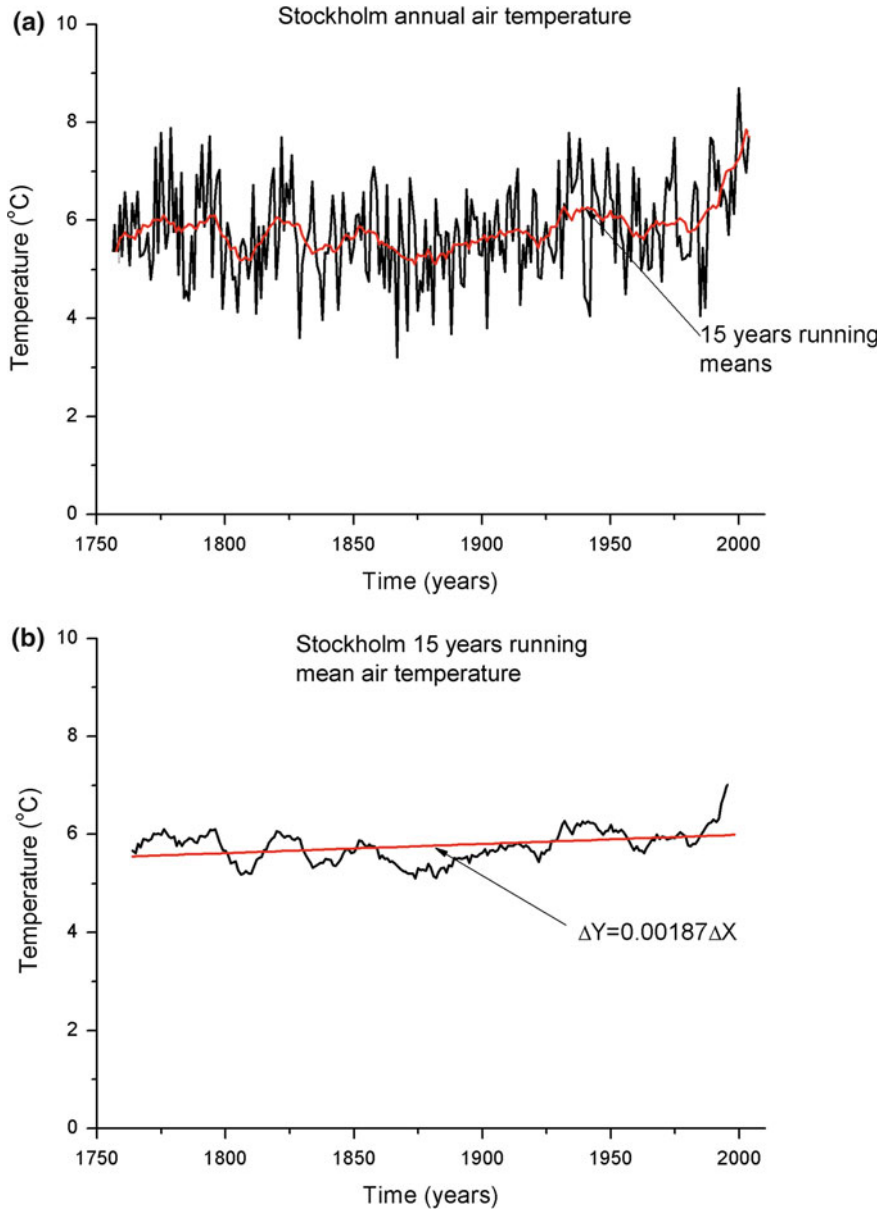 (a)
Stockholm annual air temperature
10
8
6
4
2
0
Temperature (°C)
15 years running
means
1750
1800
1850
1900
1950
2000
Time (years)
(b)
Stockholm 15 years running
mean air temperature
10
8
6
4
2
0
Temperature (°C)
ΔY=0.00187ΔX
1750
1800
1850
1900
1950
2000
Time (years)